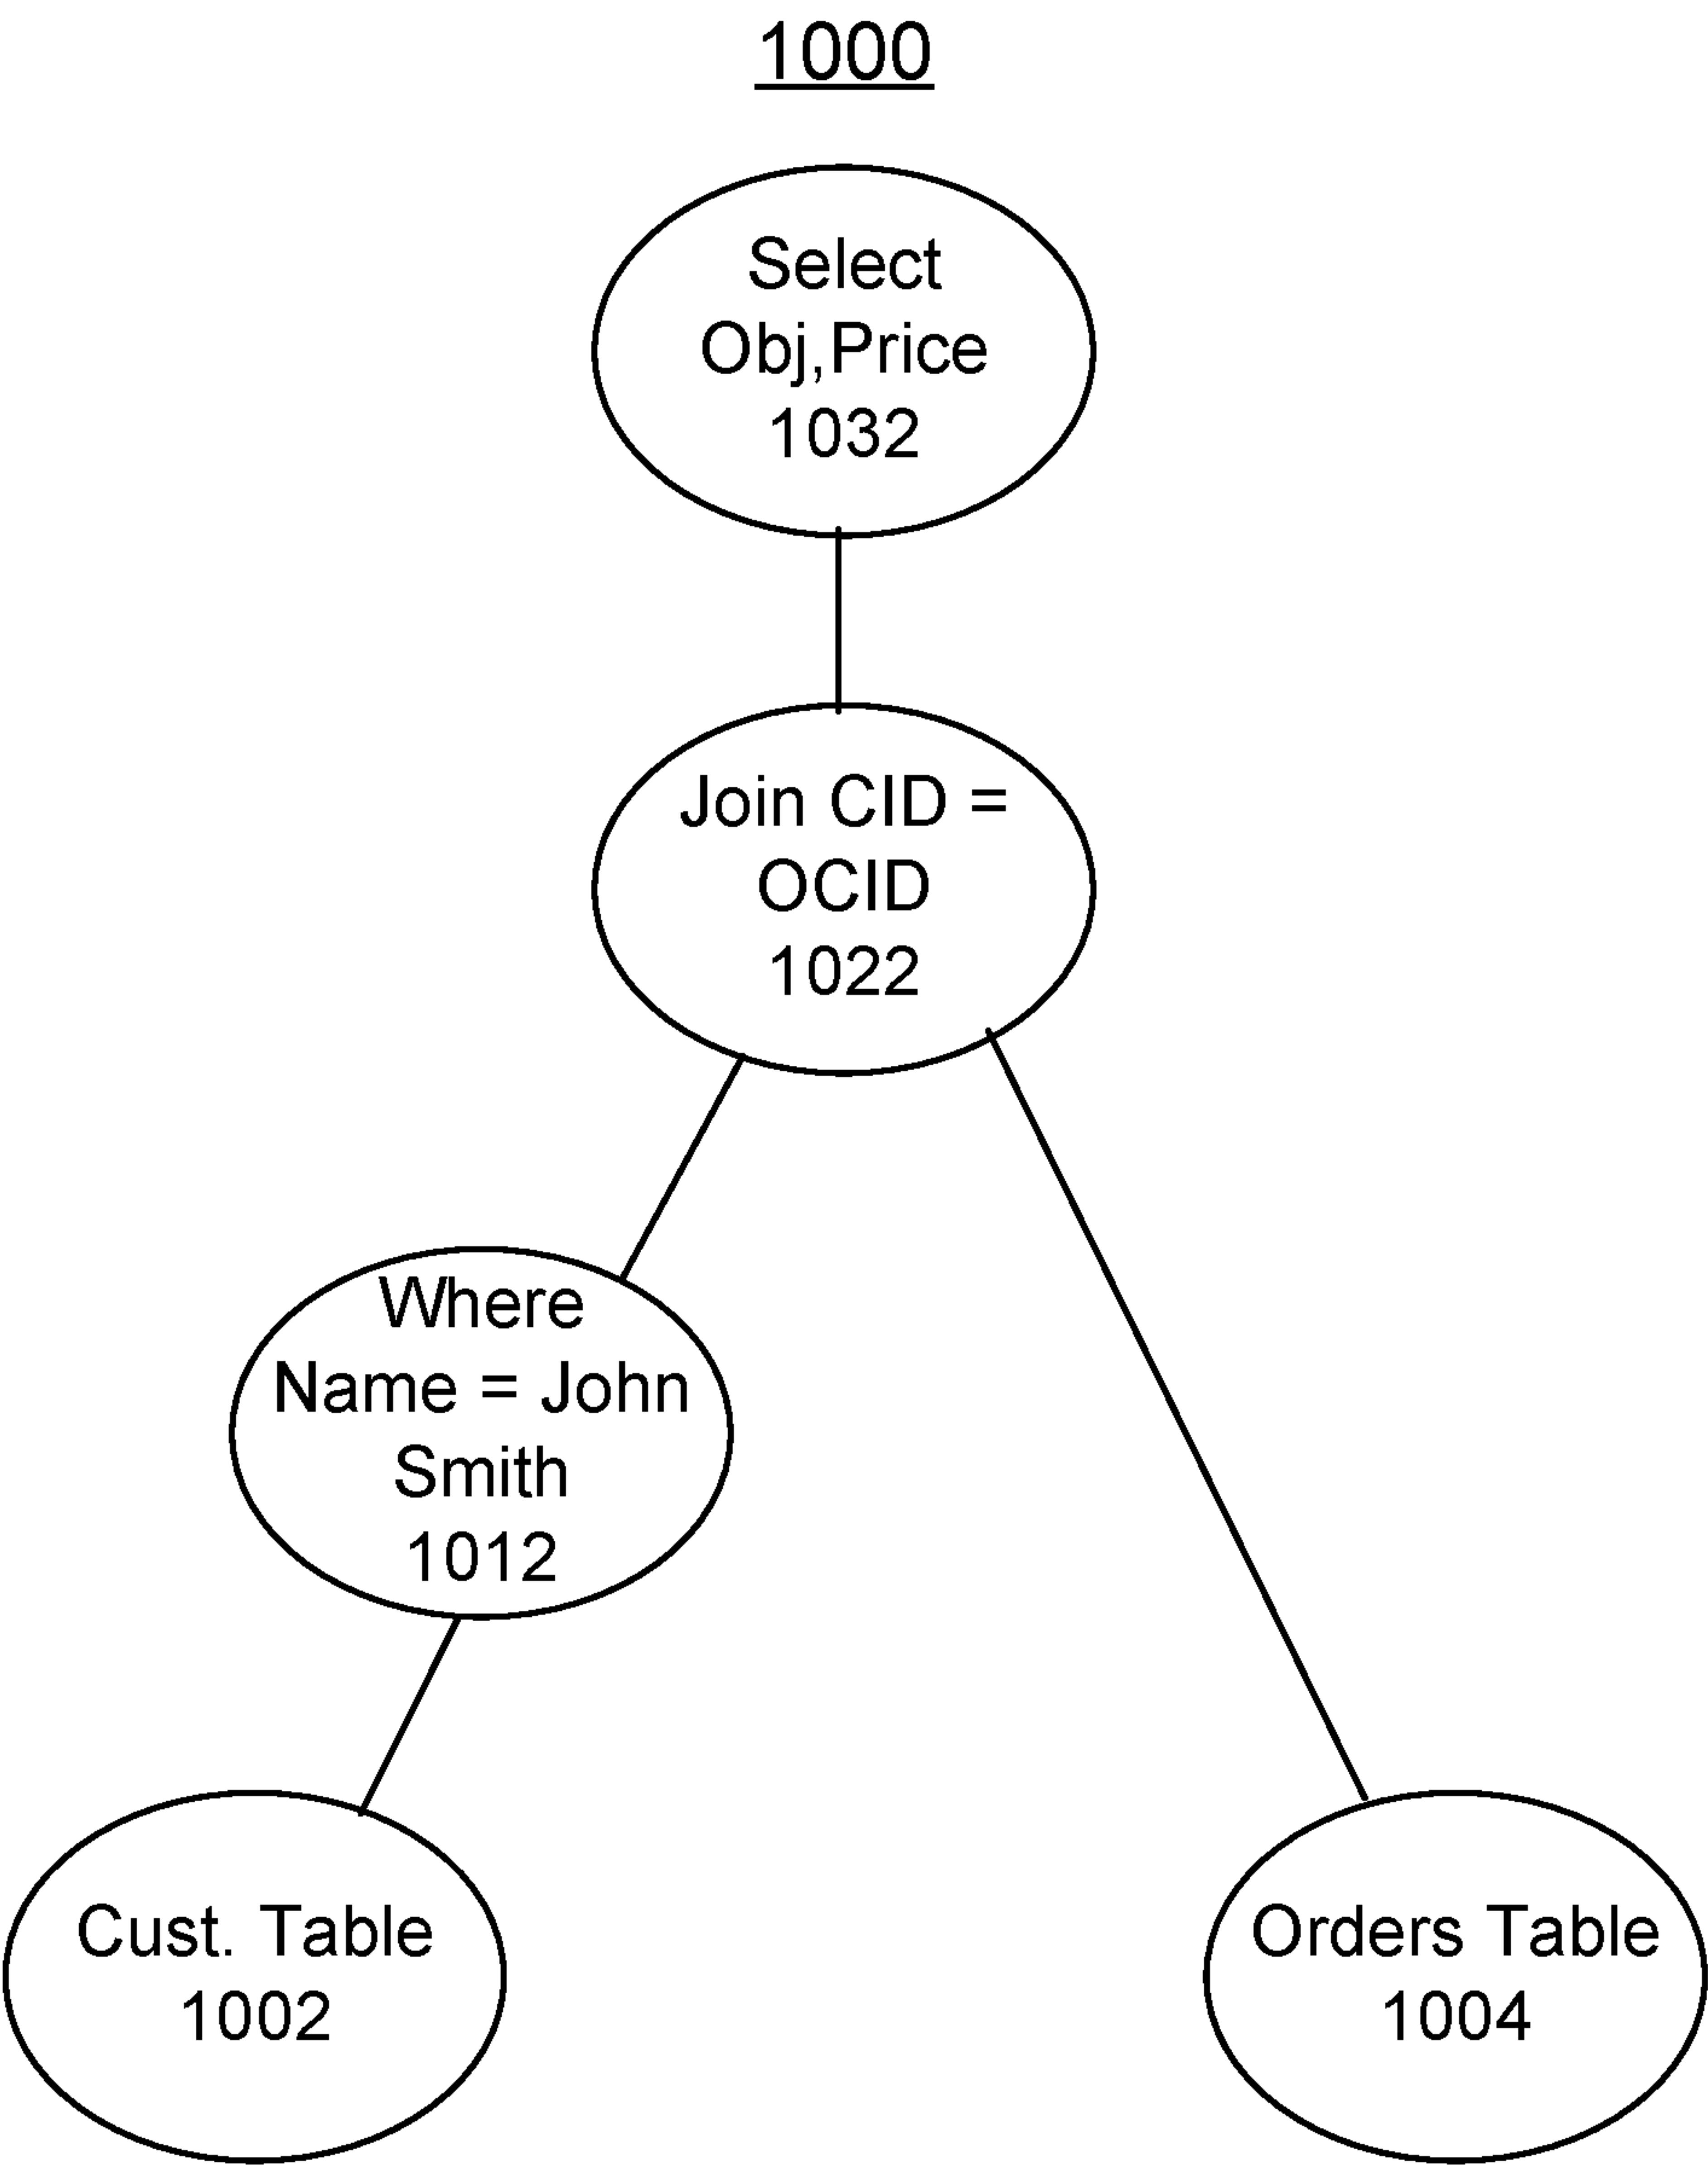 1000
Select
Obj,Price
1032
Join CID =
OCID
1022
Where
Name = John
Smith
1012
Cust. Table
1002
Orders Table
1004